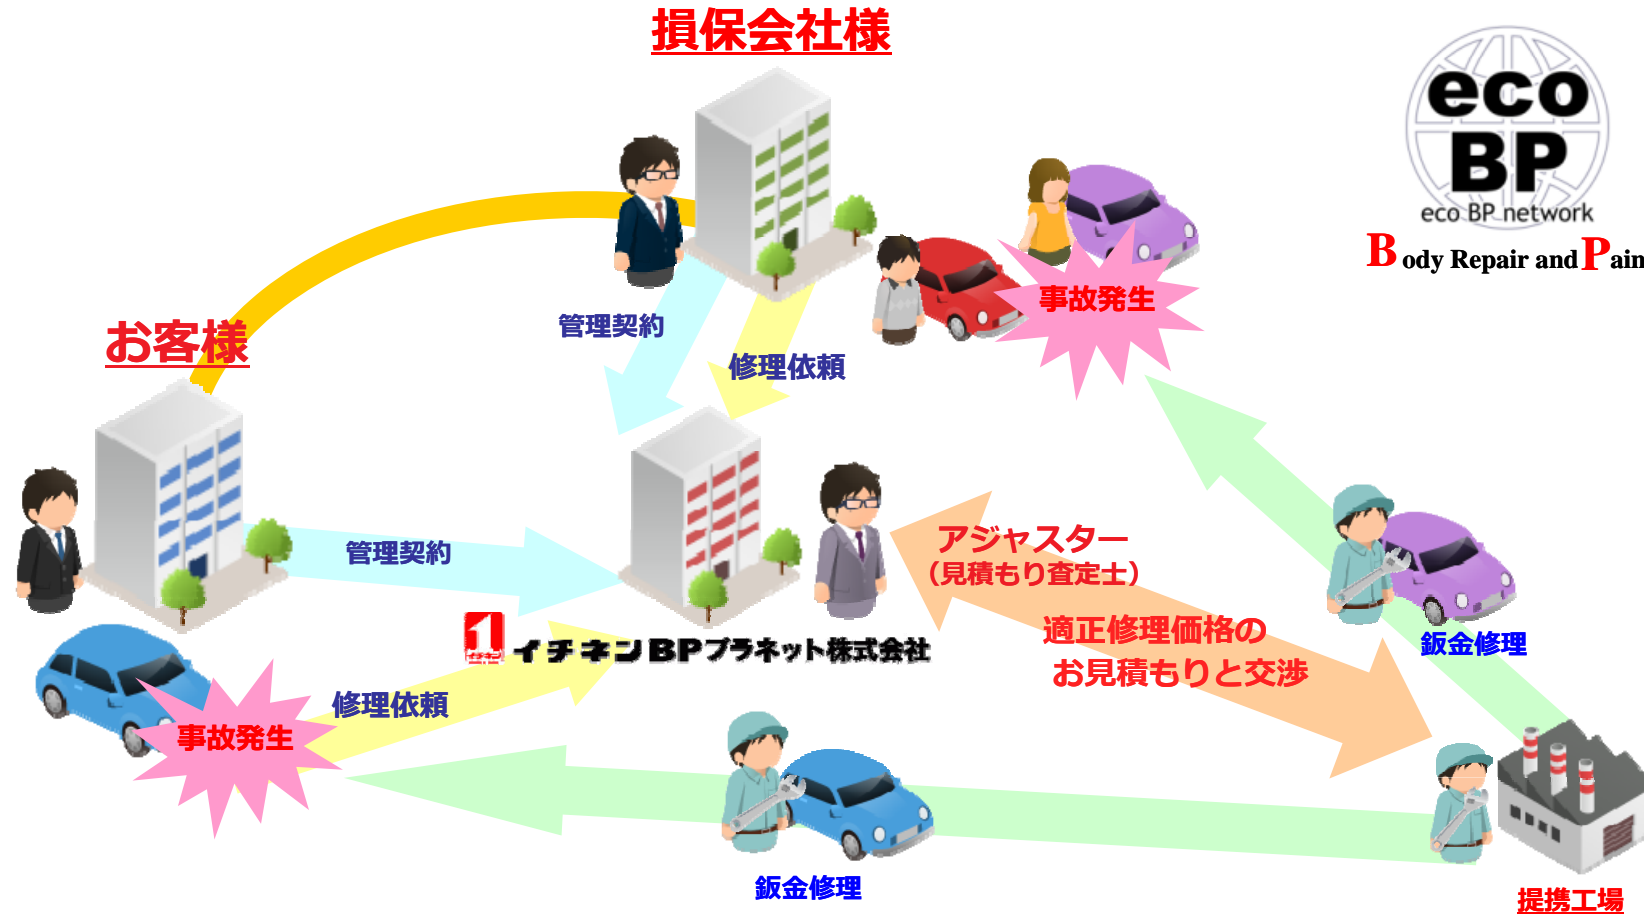 損保会社様
eco
BP
eco BP network
Body Repair and Pain
事故発生
管理契約
修理依頼
お客様
アジャスター
（見積もり査定士）
管理契約
適正修理価格の
お見積もりと交渉
鈑金修理
1
イチネン
イチネンBPプラネット株式会社
修理依頼
事故発生
鈑金修理
提携工場